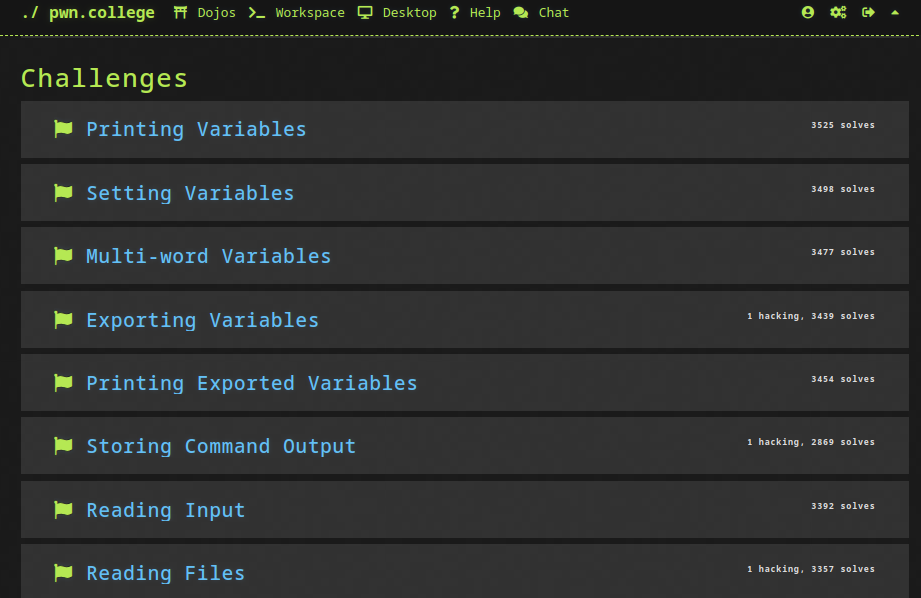 ./ pwn.college Dojos Workspace Desktop ? Help Chat
Challenges
Printing Variables 3525 solves
Setting Variables 3498 solves
Multi-word Variables 3477 solves
Exporting Variables 1 hacking, 3439 solves
Printing Exported Variables 3454 solves
Storing Command Output 1 hacking, 2869 solves
Reading Input 3392 solves
Reading Files 1 hacking, 3357 solves